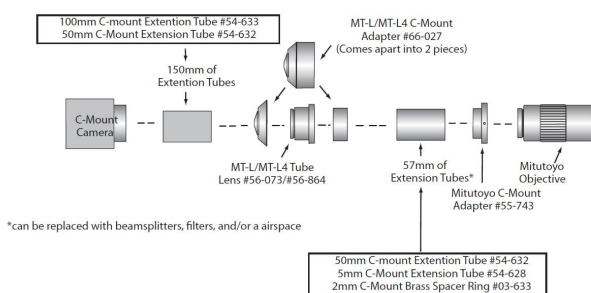 100mm C-mount Extention Tube #54-633
50mm C-Mount Extension Tube #54-632
MT-L/MT-L4 C-Mount
Adapter #66-027
(Comes apart into 2 pieces)
150mm of
Extention Tubes
C-Mount
Camera
MT-L/MT-L4 Tube
Lens #56-073/#56-864
57mm of
Extension Tubes*
Mitutoyo C-Mount
Adapter #55-743
Mitutoyo
Objective
*can be replaced with beamsplitters, filters, and/or a airspace
50mm C-mount Extention Tube #54-632
5mm C-Mount Extension Tube #54-628
2mm C-Mount Brass Spacer Ring #03-633